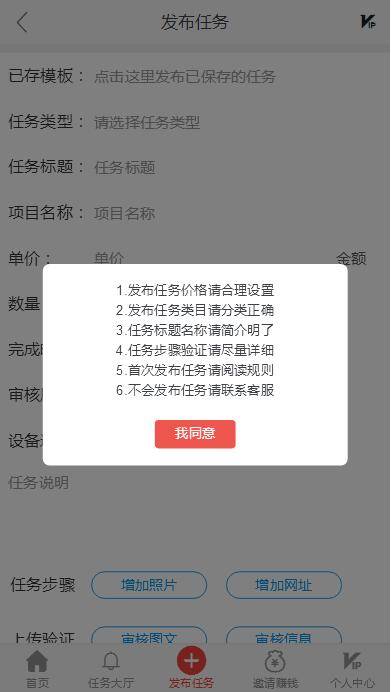 发布任务
VIP
已存模板： 点击这里发布已保存的任务
任务类型： 请选择任务类型
任务标题： 任务标题
项目名称： 项目名称
单价： 单价 金额
数量
完成
审核
设备
1.发布任务价格请合理设置
2.发布任务类目请分类正确
3.任务标题名称请简介明了
4.任务步骤验证请尽量详细
5.首次发布任务请阅读规则
6.不会发布任务请联系客服
我同意
任务说明
任务步骤 增加照片 增加网址
上传验证 审核图文 审核信息
首页 任务大厅 发布任务 邀请赚钱 个人中心